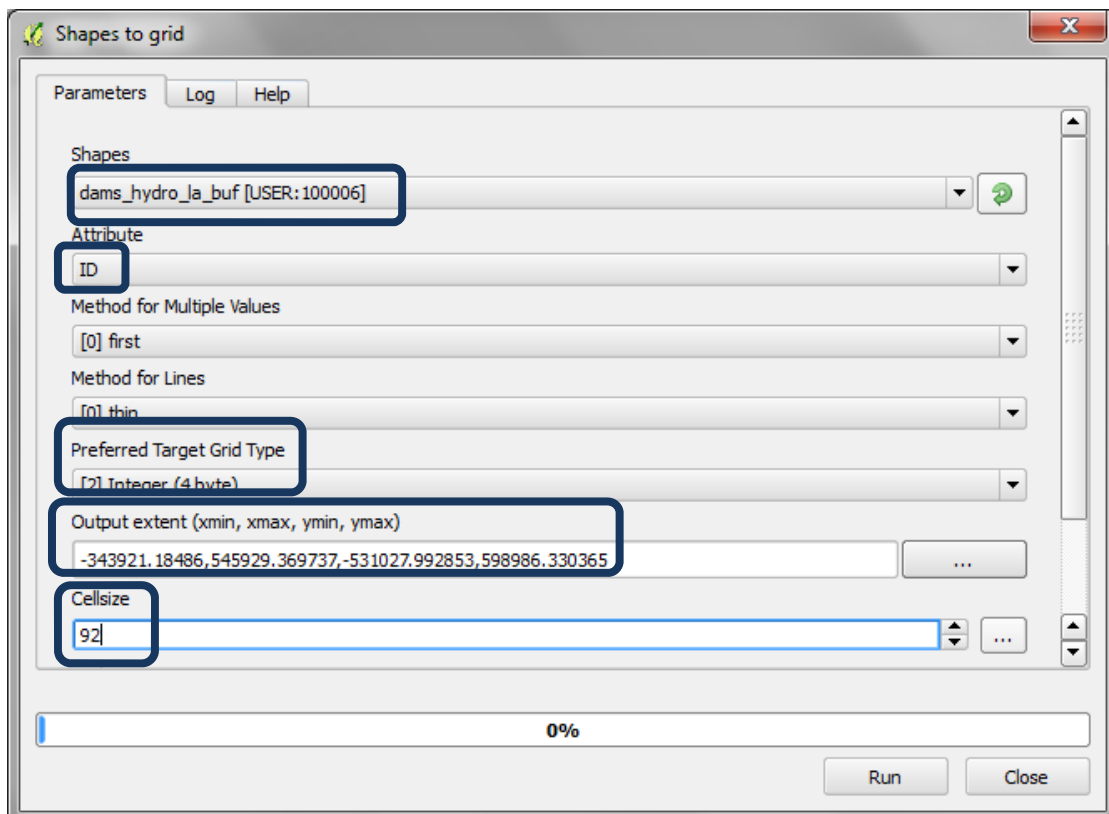 Shapes to grid
Parameters Log Help
Shapes
dams_hydro_la_buf [USER:100006]
Attribute
ID
Method for Multiple Values
[0] first
Method for Lines
[0] thin
Preferred Target Grid Type
[2] Integer (4 byte)
Output extent (xmin, xmax, ymin, ymax)
-343921.18486,545929.369737,-531027.992853,598986.330365 ...
Cellsize
92 ...
0%
Run Close